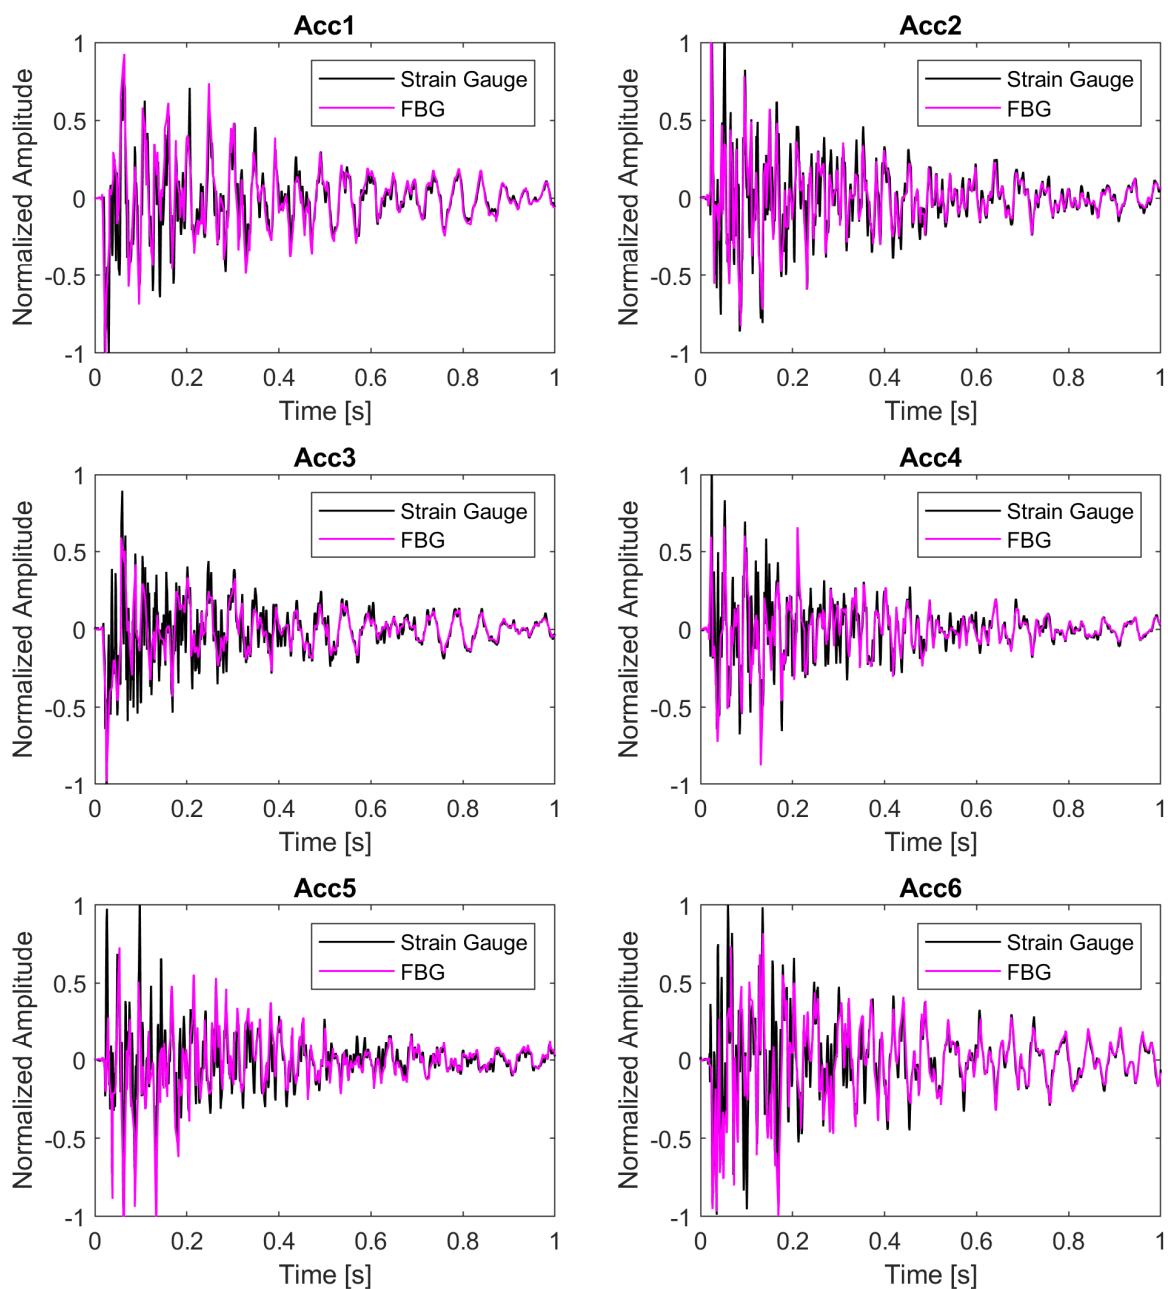 Acc1
Normalized Amplitude
1
0.5
0
-0.5
-1
Strain Gauge
FBG
0 0.2 0.4 0.6 0.8 1
Time [s]
Acc2
Normalized Amplitude
1
0.5
0
-0.5
-1
Strain Gauge
FBG
0 0.2 0.4 0.6 0.8 1
Time [s]
Acc3
Normalized Amplitude
1
0.5
0
-0.5
-1
Strain Gauge
FBG
0 0.2 0.4 0.6 0.8 1
Time [s]
Acc4
Normalized Amplitude
1
0.5
0
-0.5
-1
Strain Gauge
FBG
0 0.2 0.4 0.6 0.8 1
Time [s]
Acc5
Normalized Amplitude
1
0.5
0
-0.5
-1
Strain Gauge
FBG
0 0.2 0.4 0.6 0.8 1
Time [s]
Acc6
Normalized Amplitude
1
0.5
0
-0.5
-1
Strain Gauge
FBG
0 0.2 0.4 0.6 0.8 1
Time [s]